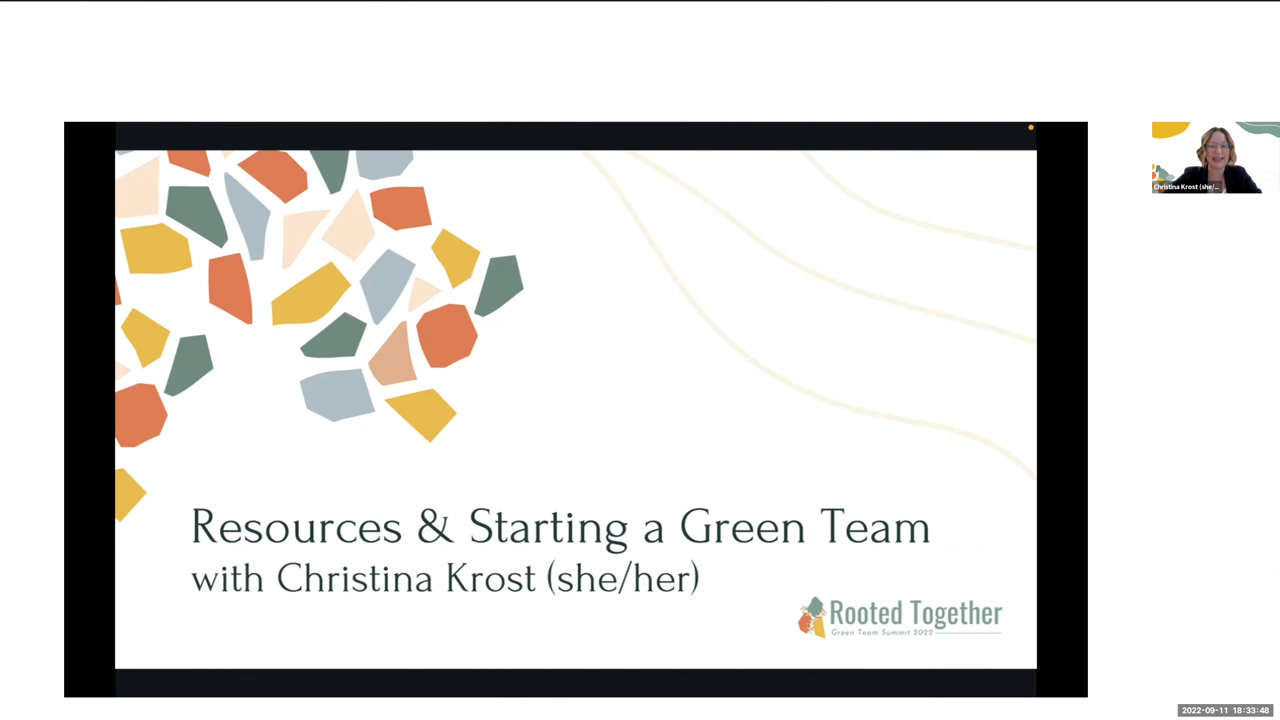 Resources & Starting a Green Team
with Christina Krost (she/her)
Rooted Together
Green Team Summit 2022
Christina Krost (she/...
2022-09-11 18:33:48